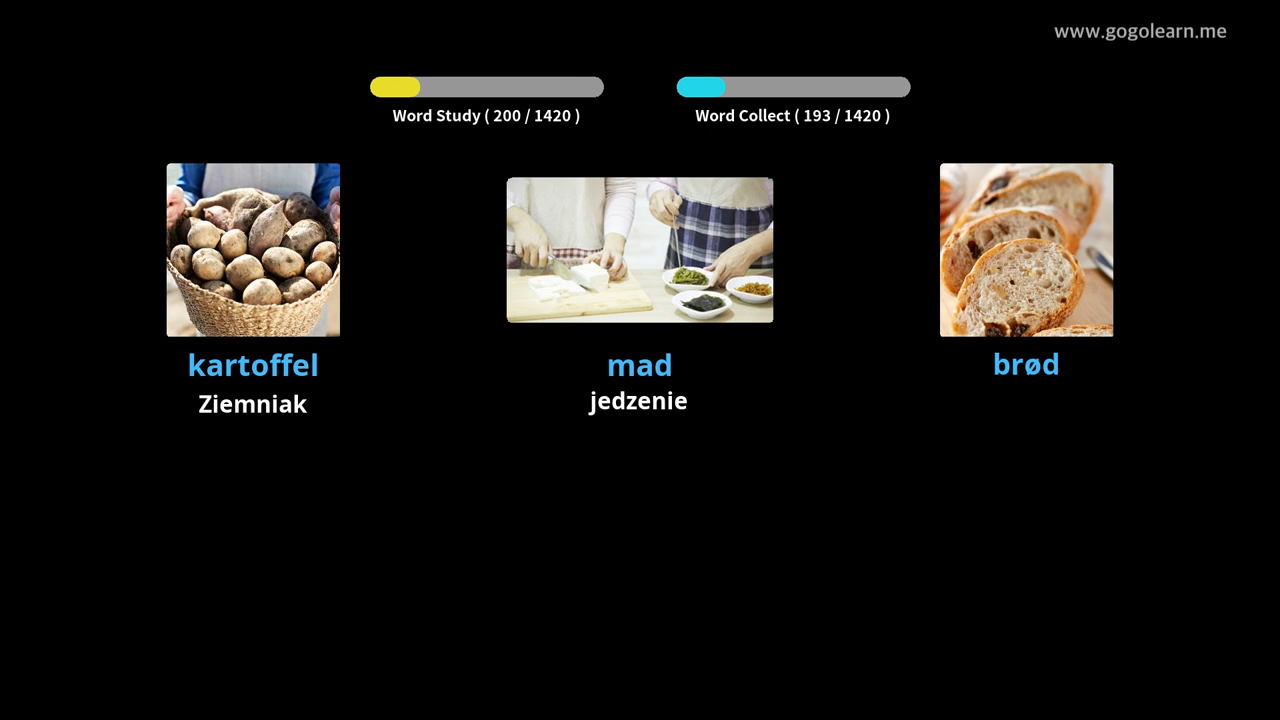 www.gogolearn.me
Word Study ( 200 / 1420 )
Word Collect ( 193 / 1420 )
kartoffel
Ziemniak
mad
jedzenie
brød